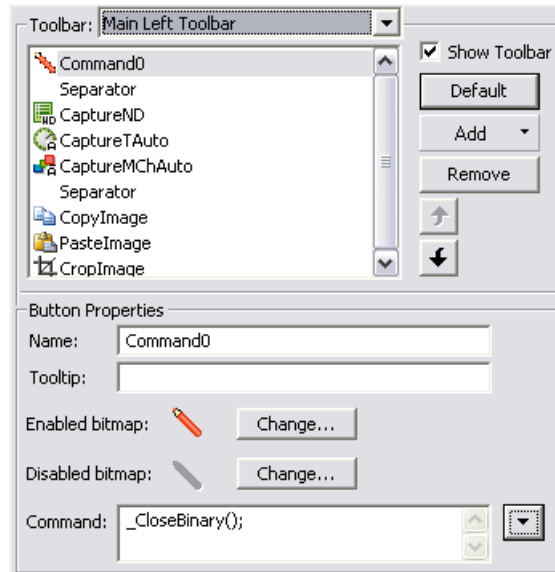 Toolbar: Main Left Toolbar
Show Toolbar
Command0
Separator
CaptureND
CaptureTAuto
CaptureMChAuto
Separator
CopyImage
PasteImage
CropImage
Default
Add
Remove
Button Properties
Name: Command0
Tooltip:
Enabled bitmap: Change...
Disabled bitmap: Change...
Command: _CloseBinary();